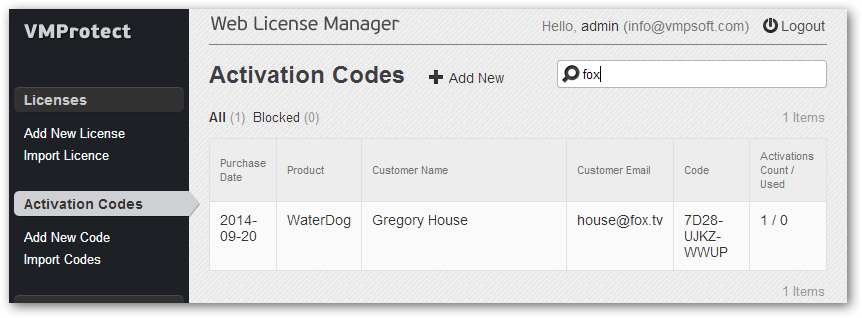 VMProtect
Web License Manager
Hello, admin (info@vmpsoft.com) Logout
Activation Codes Add New
fox
Licenses
All (1) Blocked (0)
1 Items
Add New License
Import Licence
Activation Codes
Add New Code
Import Codes
Purchase
Date
Product
Customer Name
Customer Email
Code
Activations
Count /
Used
2014-
09-20
WaterDog
Gregory House
house@fox.tv
7D28-
UJKZ-
WWUP
1 / 0
1 Items